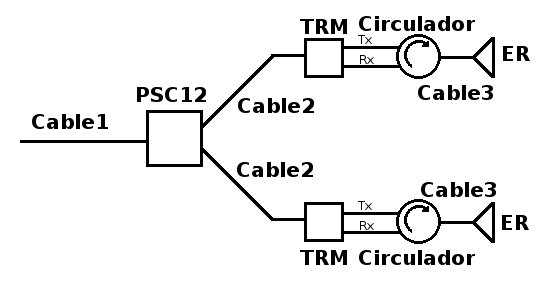 TRM Circulador
Tx
Rx
ER
Cable3
PSC12
Cable2
Cable1
Cable2
Cable3
Tx
Rx
ER
TRM Circulador